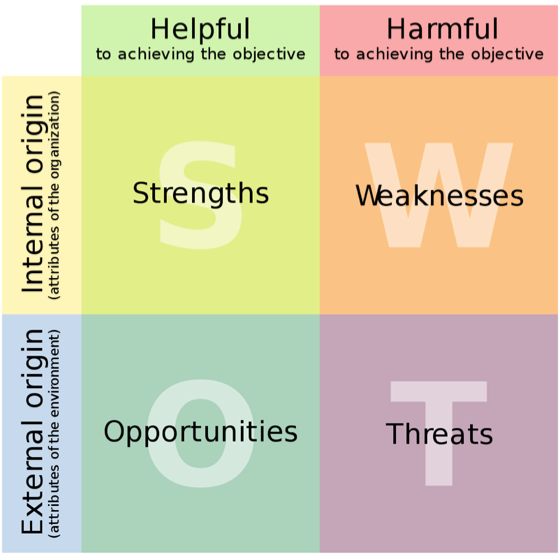 Helpful
to achieving the objective
Harmful
to achieving the objective
Internal origin
(attributes of the organization)
S
Strengths
W
Weaknesses
External origin
(attributes of the environment)
O
Opportunities
T
Threats